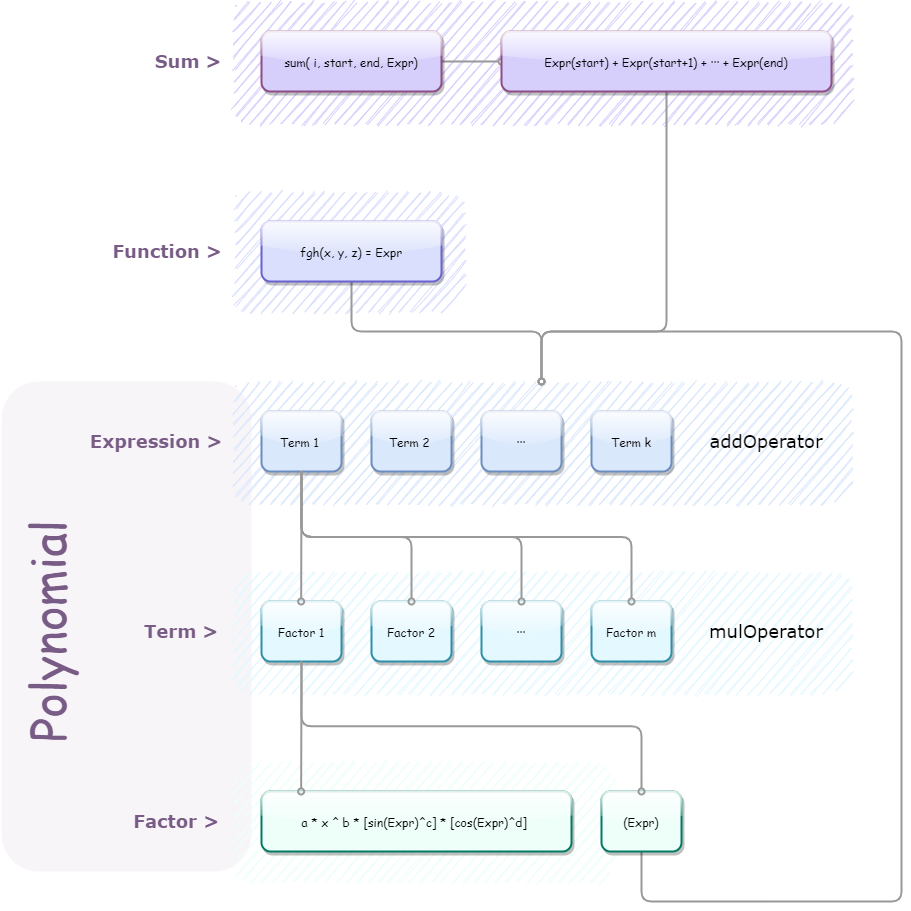 Sum >
sum( i, start, end, Expr)
Expr(start) + Expr(start+1) + ··· + Expr(end)
Function >
fgh(x, y, z) = Expr
Polynomial
Expression >
Term 1
Term 2
···
Term k
addOperator
Term >
Factor 1
Factor 2
···
Factor m
mulOperator
Factor >
a * x ^ b * [sin(Expr)^c] * [cos(Expr)^d]
(Expr)